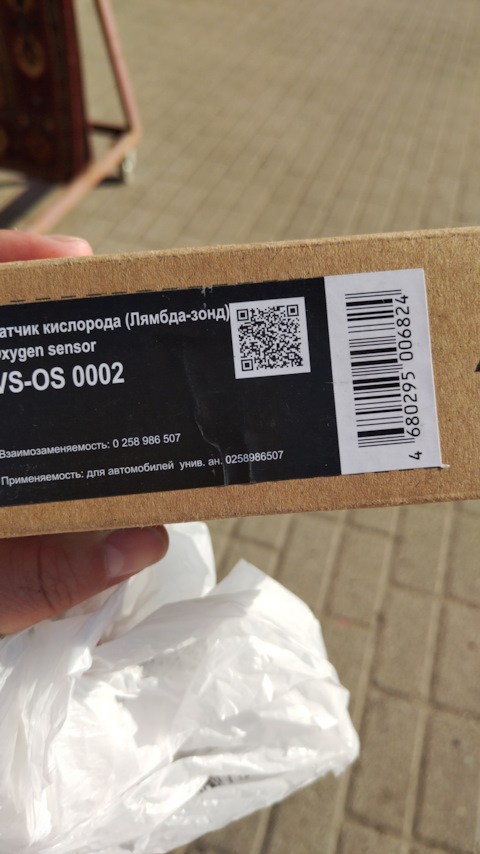 атчик кислорода (Лямбда-зонд)
xygen sensor
VS-OS 0002
Взаимозаменяемость: 0 258 986 507
Применяемость: для автомобилей унив. ан. 0258986507
4 680295 006824